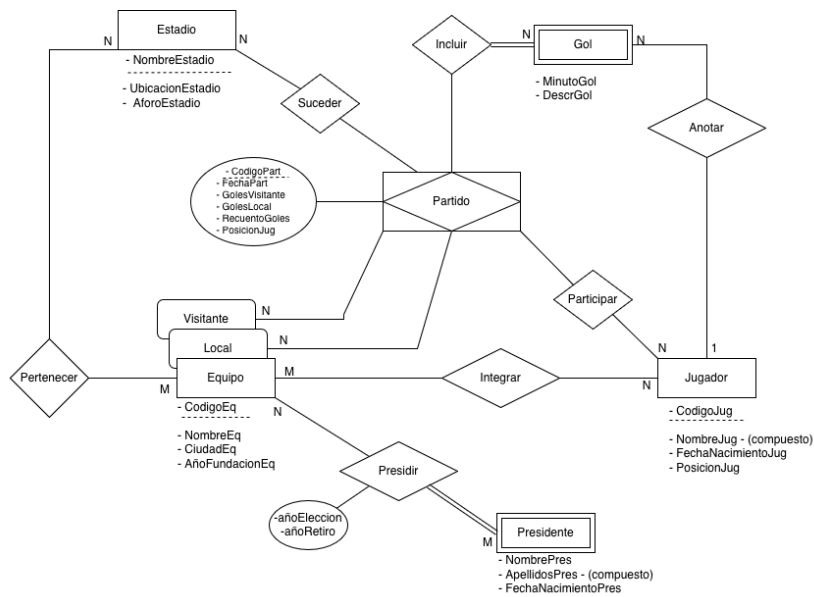 Estadio
N
N
- NombreEstadio
- UbicacionEstadio
- AforoEstadio
Suceder
Incluir
N
Gol
N
- MinutoGol
- DescrGol
Anotar
- CodigoPart
- FechaPart
- GolesVisitante
- GolesLocal
- RecuentoGoles
- PosicionJug
Partido
Visitante
N
Local
N
Participar
N
1
Pertenecer
M
Equipo
M
Integrar
N
Jugador
- CodigoEq
N
- NombreEq
- CiudadEq
- AñoFundacionEq
- CodigoJug
- NombreJug - (compuesto)
- FechaNacimientoJug
- PosicionJug
Presidir
-añoEleccion
-añoRetiro
M
Presidente
- NombrePres
- ApellidosPres - (compuesto)
- FechaNacimientoPres